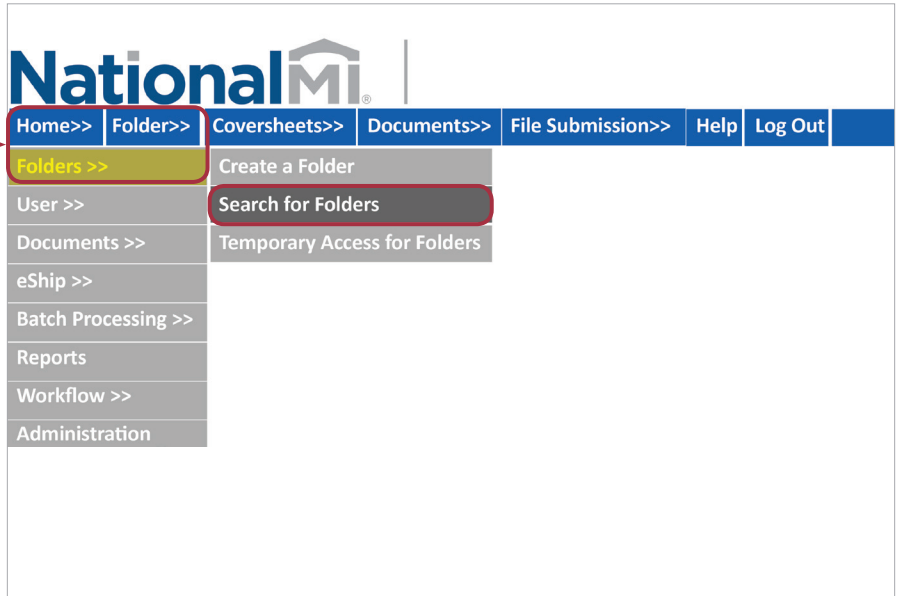 NationalMI®
Home>> Folder>> Coversheets>> Documents>> File Submission>> Help Log Out
Folders >>
Create a Folder
User >>
Search for Folders
Documents >>
Temporary Access for Folders
eShip >>
Batch Processing >>
Reports
Workflow >>
Administration